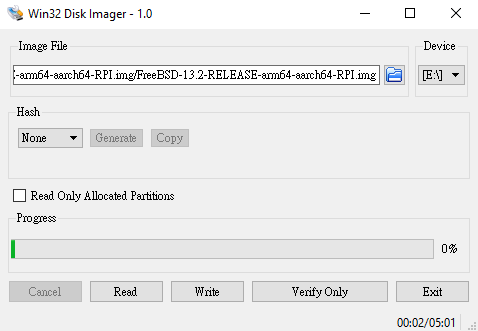 Win32 Disk Imager - 1.0
Image File
Device
-arm64-aarch64-RPI.img/FreeBSD-13.2-RELEASE-arm64-aarch64-RPI.img
[E:\]
Hash
None
Generate
Copy
Read Only Allocated Partitions
Progress
0%
Cancel
Read
Write
Verify Only
Exit
00:02/05:01